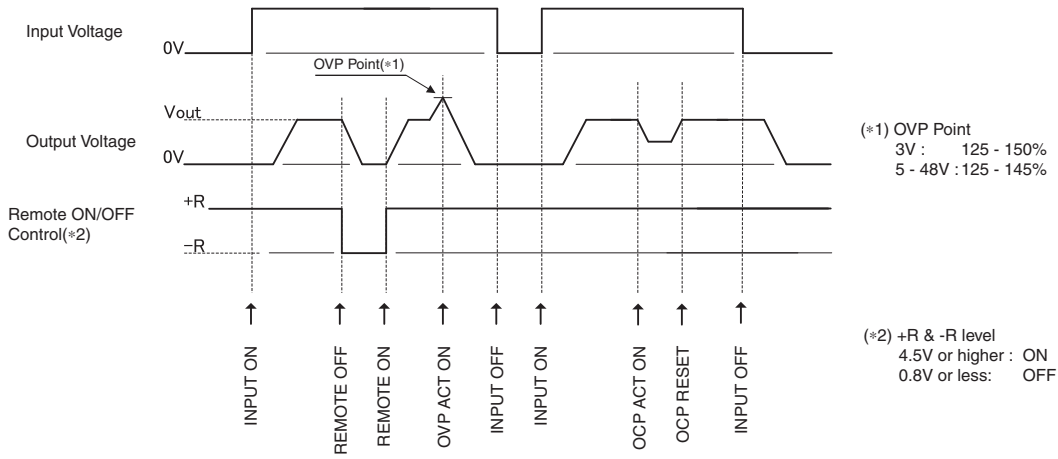 Input Voltage
0V
OVP Point(*1)
Vout
Output Voltage
0V
(*1) OVP Point
3V : 125 - 150%
5 - 48V : 125 - 145%
Remote ON/OFF
Control(*2)
+R
−R
INPUT ON
REMOTE OFF
REMOTE ON
OVP ACT ON
INPUT OFF
INPUT ON
OCP ACT ON
OCP RESET
INPUT OFF
(*2) +R & -R level
4.5V or higher : ON
0.8V or less: OFF